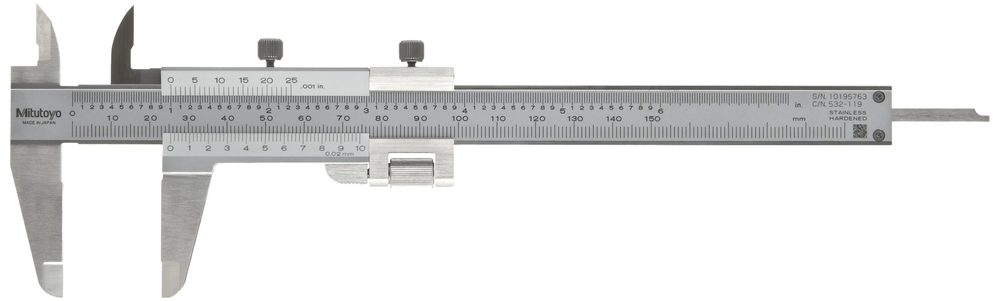 0 5 10 15 20 25 .001 in.
1 2 3 4 5 6 7 8 9 1 1 2 3 4 5 6 7 8 9 2 1 2 3 4 5 6 7 8 9 3 1 2 3 4 5 6 7 8 9 4 1 2 3 4 5 6 7 8 9 5 1 2 3 4 5 6 7 8 9 6 in.
0 10 20 30 40 50 60 70 80 90 100 110 120 130 140 150 mm
0 1 2 3 4 5 6 7 8 9 10
0.02 mm
Mitutoyo
MADE IN JAPAN
S/N. 10195763
C/N. 532-119
STAINLESS
HARDENED